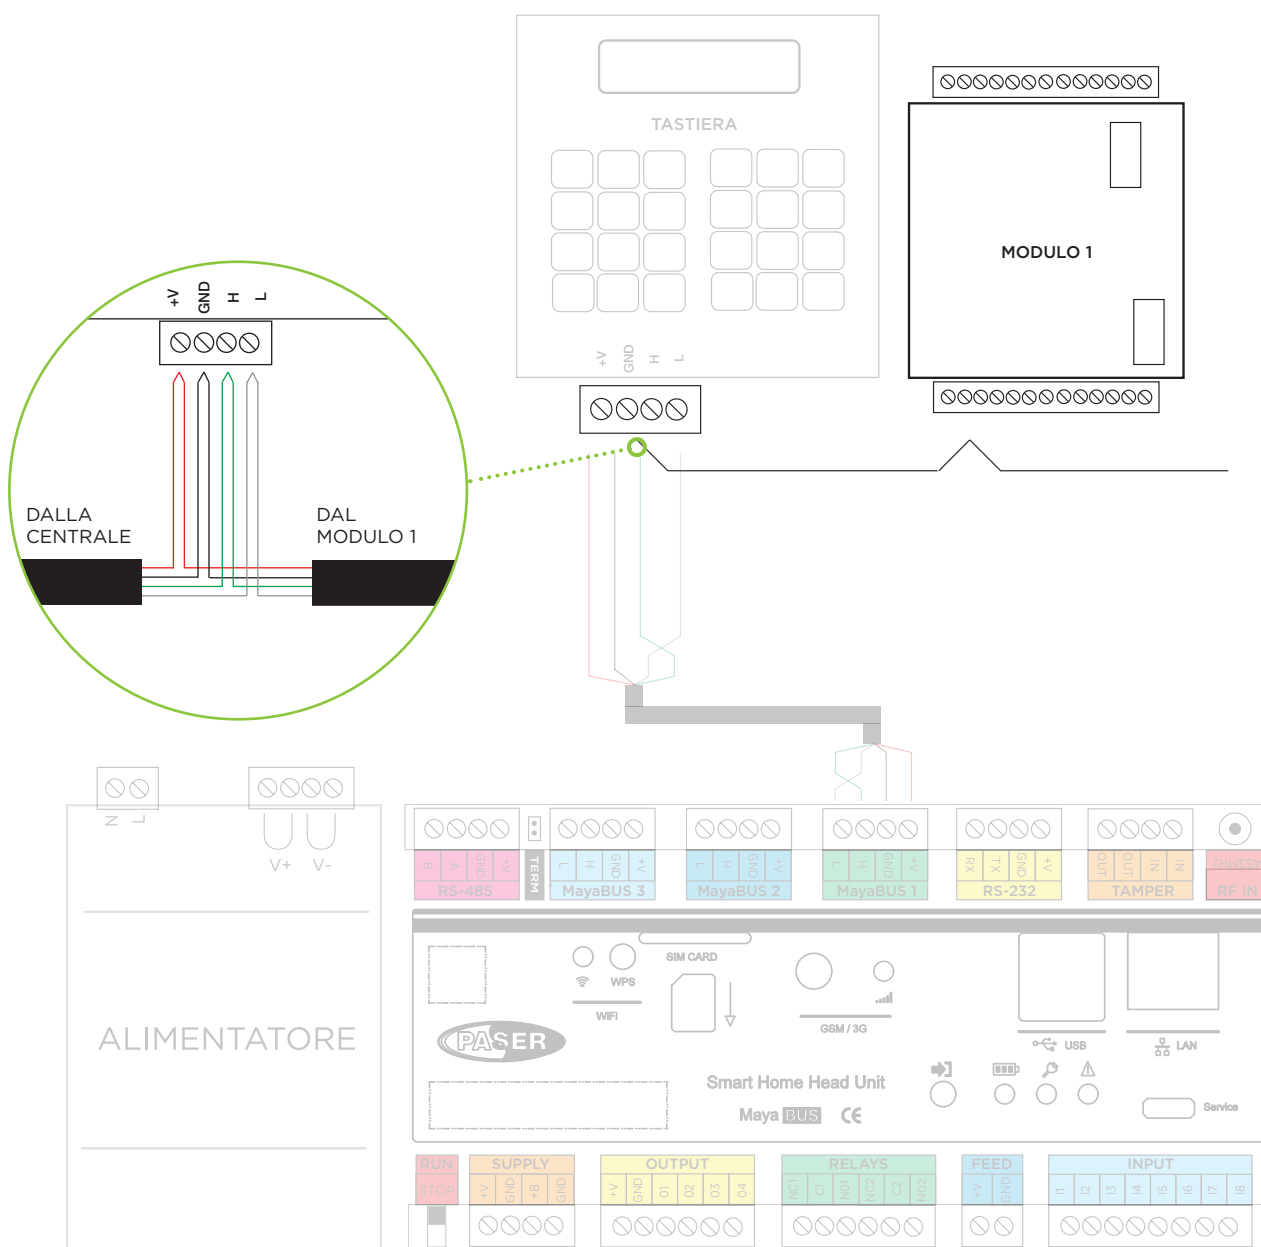 TASTIERA
+V GND H L
MODULO 1
+V GND H L
DALLA
CENTRALE
DAL
MODULO 1
N L
V+ V-
ALIMENTATORE
B A GND +V
RS-485
TERM
L H GND +V
MayaBUS 3
L H GND +V
MayaBUS 2
L H GND +V
MayaBUS 1
RX TX GND +V
RS-232
OUT OUT IN IN
TAMPER
433MHz
RF IN
SIM CARD
WPS
WIFI
GSM / 3G
USB
LAN
PASER
Smart Home Head Unit
Maya BUS CE
Service
RUN
STOP
SUPPLY
+V GND +B GND
OUTPUT
+V GND O1 O2 O3 O4
RELAYS
NC1 C1 NO1 NC2 C2 NO2
FEED
+V GND
INPUT
I1 I2 I3 I4 I5 I6 I7 I8